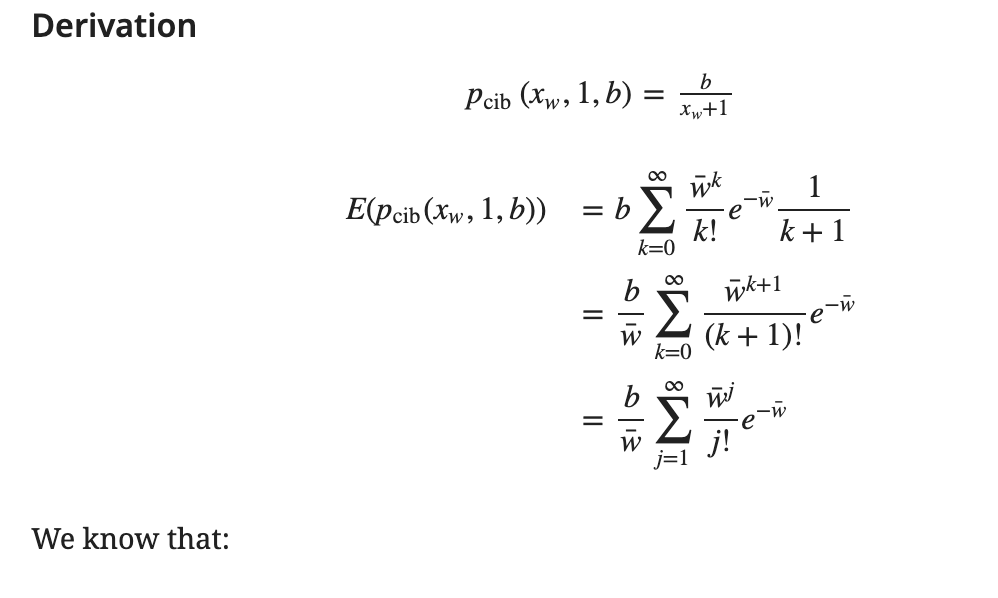 Derivation
p_cib (x_w, 1, b) = b / (x_w+1)
E(p_cib(x_w, 1, b)) = b ∑_{k=0}^{∞} (w̄^k / k!) e^{−w̄} (1 / (k + 1))
= (b / w̄) ∑_{k=0}^{∞} (w̄^{k+1} / (k + 1)!) e^{−w̄}
= (b / w̄) ∑_{j=1}^{∞} (w̄^j / j!) e^{−w̄}
We know that: